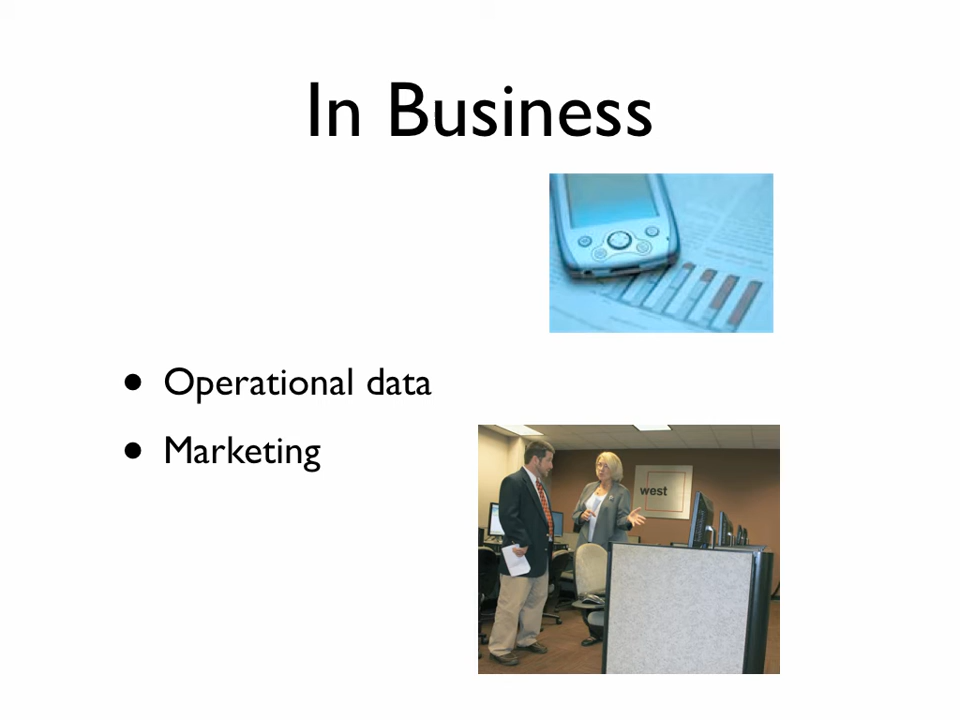 In Business
• Operational data
• Marketing
west